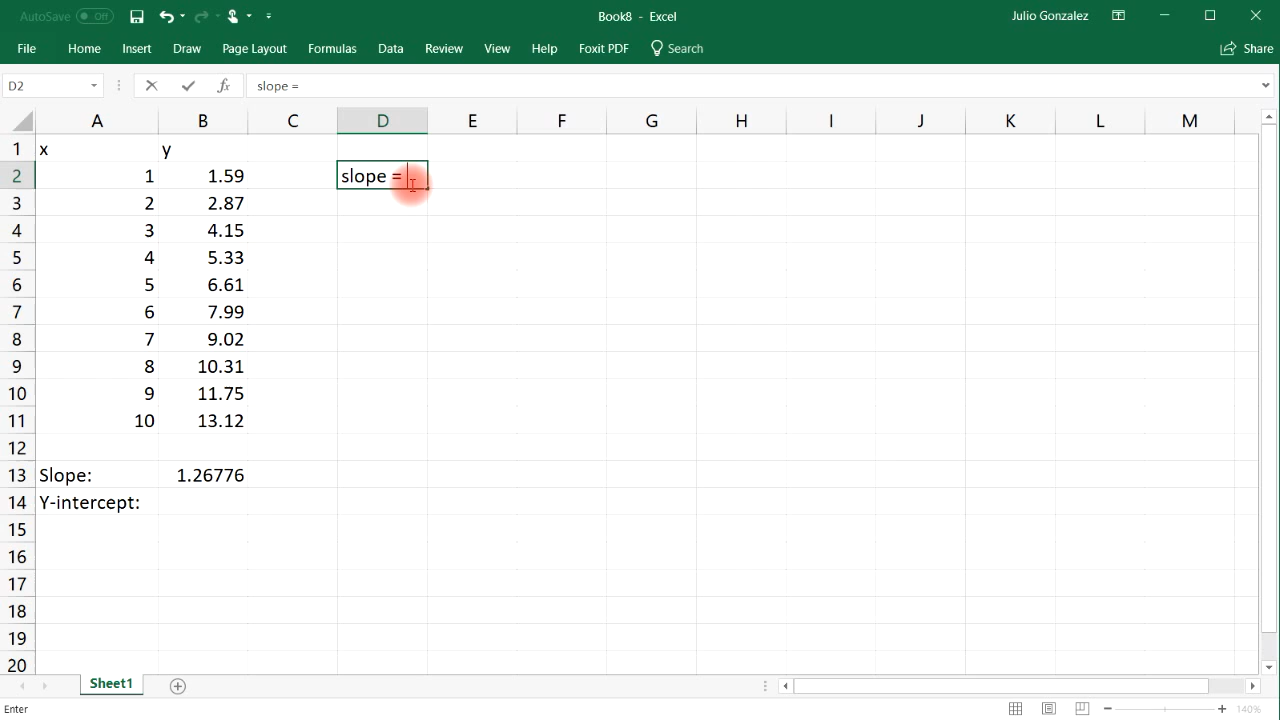 AutoSave Off
Book8 - Excel
Julio Gonzalez
File Home Insert Draw Page Layout Formulas Data Review View Help Foxit PDF Search Share
D2 fx slope =
A B C D E F G H I J K L M
1 x y
2 1 1.59 slope =
3 2 2.87
4 3 4.15
5 4 5.33
6 5 6.61
7 6 7.99
8 7 9.02
9 8 10.31
10 9 11.75
11 10 13.12
12
13 Slope: 1.26776
14 Y-intercept:
15
16
17
18
19
20
Sheet1
Enter 140%